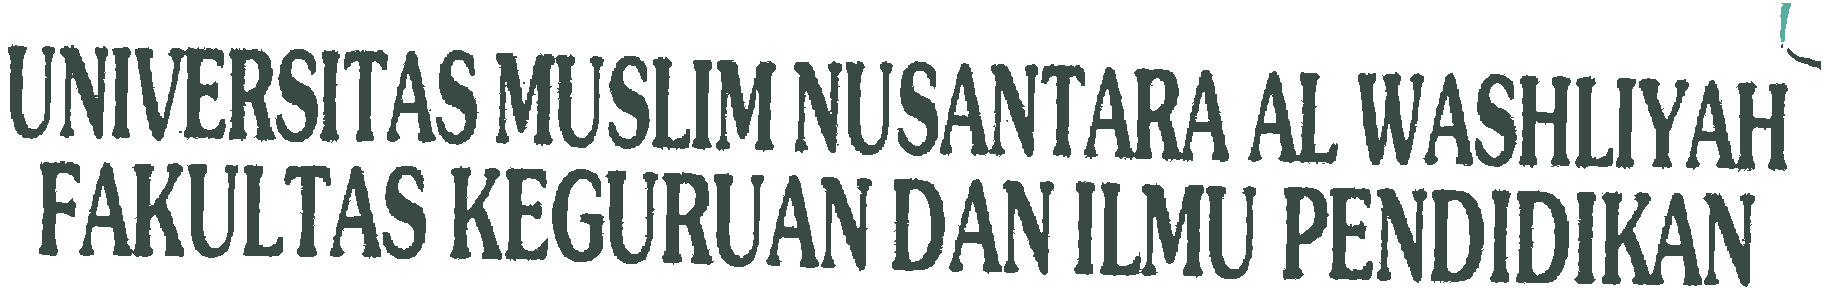 UNIVERSITAS MUSLIM NUSANTARA AL WASHLIYAH
FAKULTAS KEGURUAN DAN ILMU PENDIDIKAN